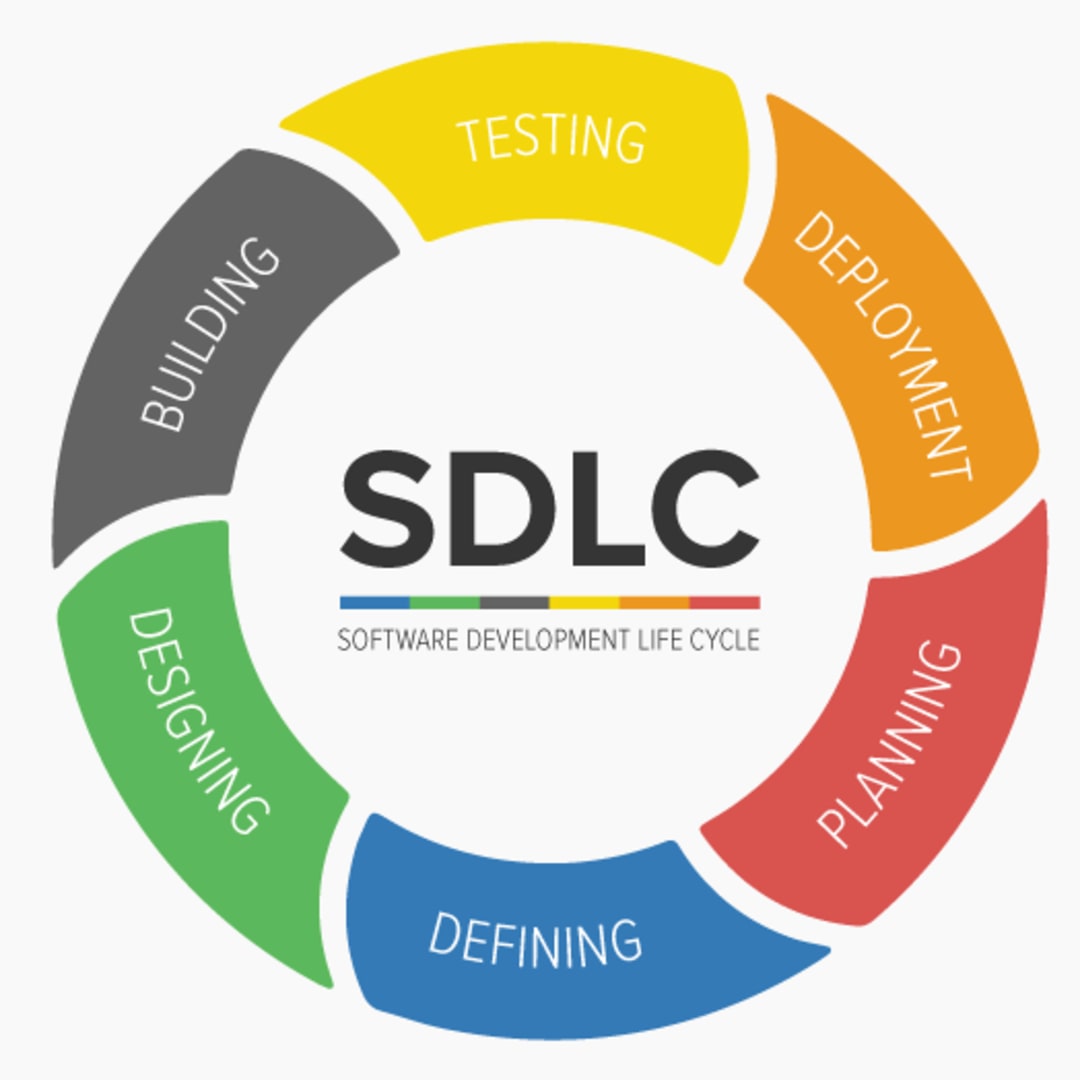 TESTING
DEPLOYMENT
PLANNING
DEFINING
DESIGNING
BUILDING
SDLC
SOFTWARE DEVELOPMENT LIFE CYCLE